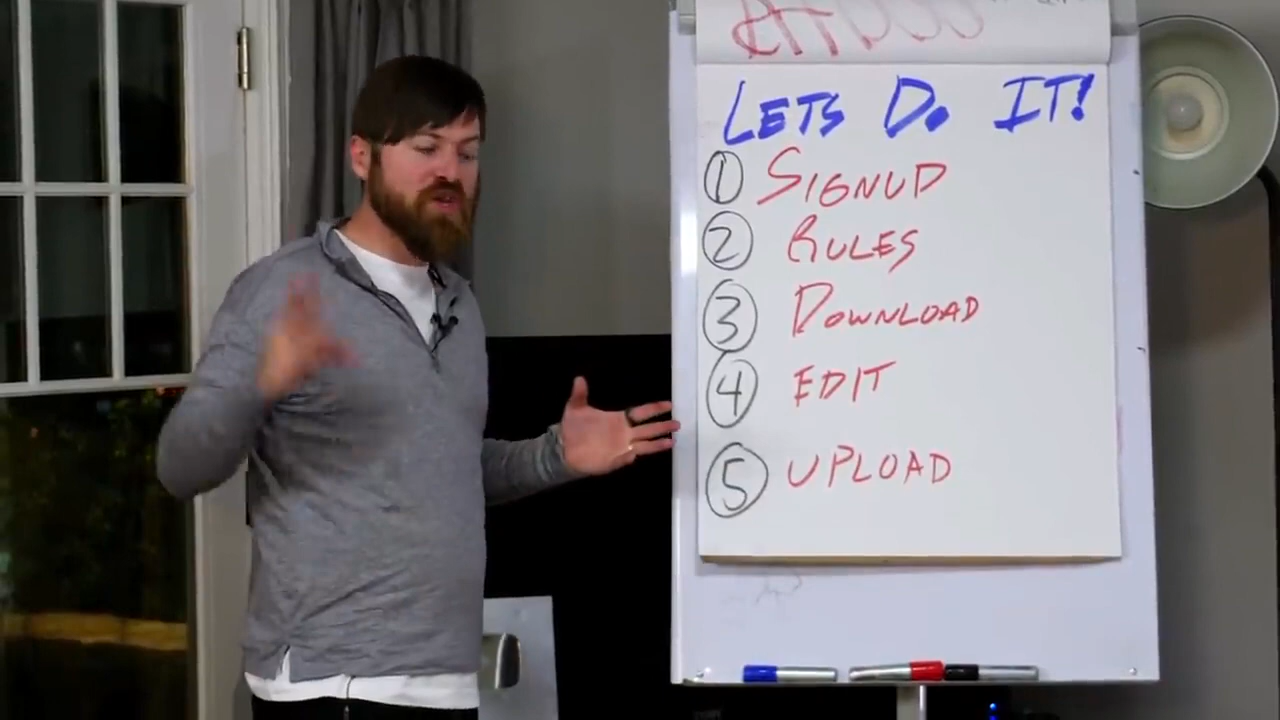 LETS DO IT!
1 SIGNUP
2 RULES
3 DOWNLOAD
4 EDIT
5 UPLOAD